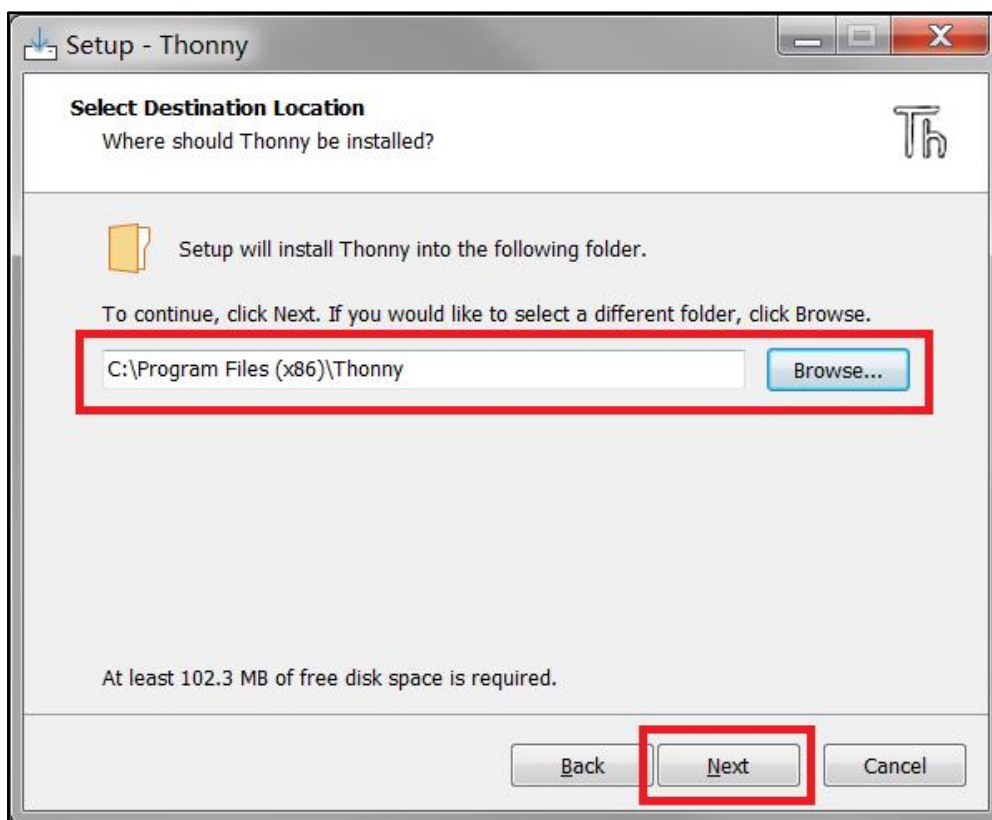 Setup - Thonny
Select Destination Location
Where should Thonny be installed?
Th
Setup will install Thonny into the following folder.
To continue, click Next. If you would like to select a different folder, click Browse.
C:\Program Files (x86)\Thonny
Browse...
At least 102.3 MB of free disk space is required.
Back
Next
Cancel